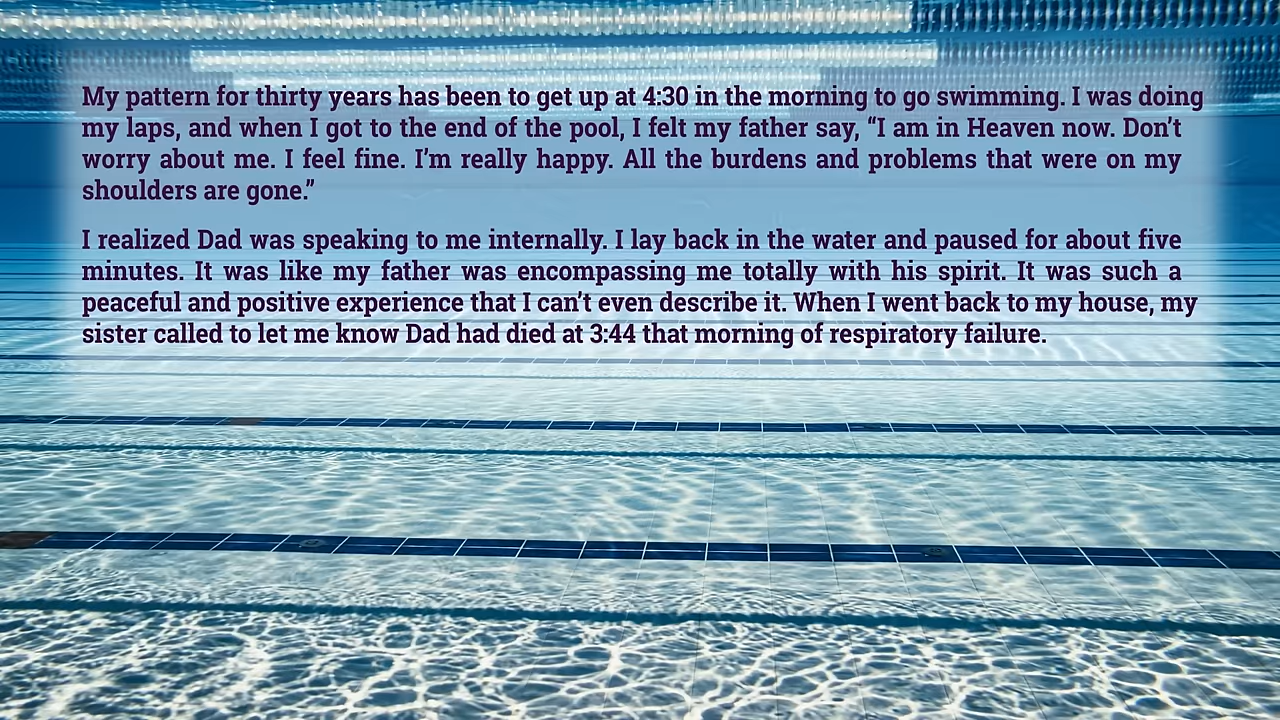 My pattern for thirty years has been to get up at 4:30 in the morning to go swimming. I was doing
my laps, and when I got to the end of the pool, I felt my father say, “I am in Heaven now. Don’t
worry about me. I feel fine. I’m really happy. All the burdens and problems that were on my
shoulders are gone.”
I realized Dad was speaking to me internally. I lay back in the water and paused for about five
minutes. It was like my father was encompassing me totally with his spirit. It was such a
peaceful and positive experience that I can’t even describe it. When I went back to my house, my
sister called to let me know Dad had died at 3:44 that morning of respiratory failure.